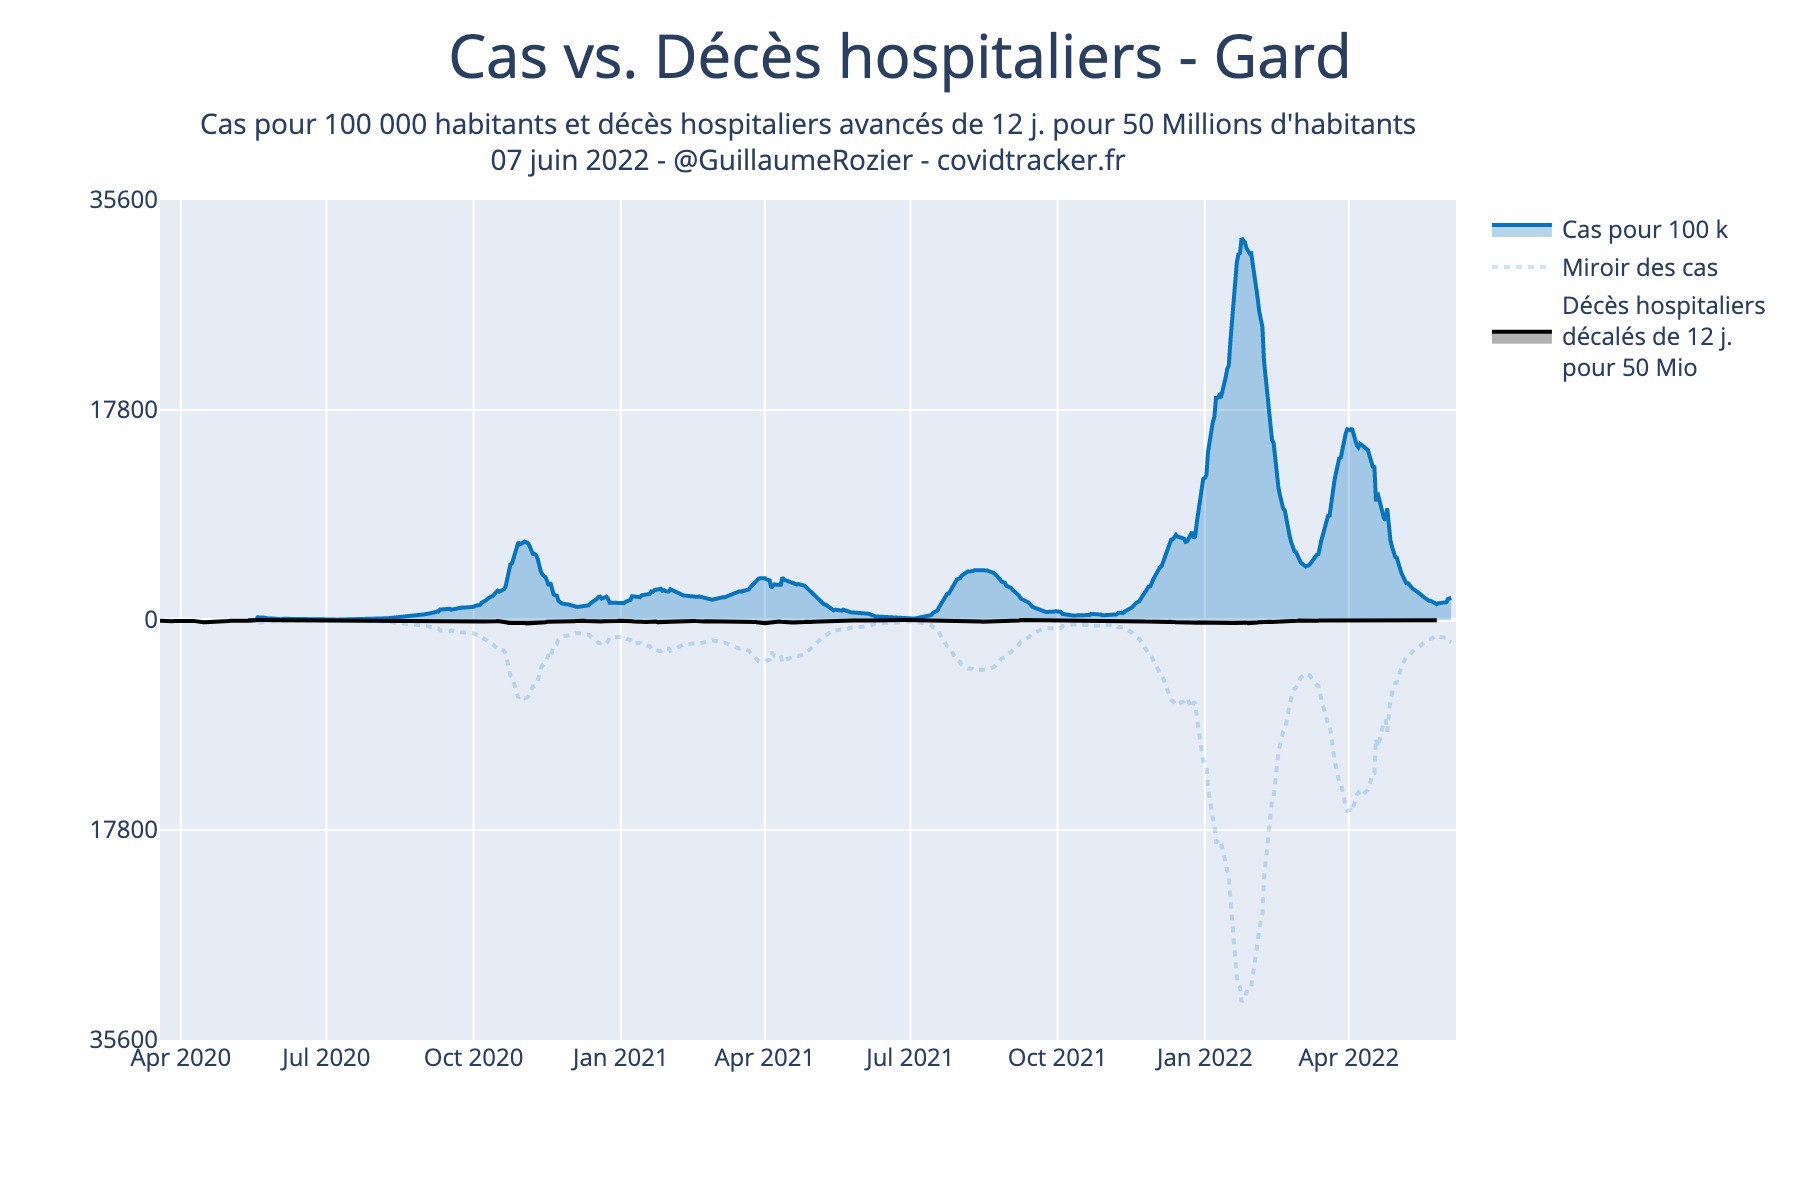 Cas vs. Décès hospitaliers - Gard
Cas pour 100 000 habitants et décès hospitaliers avancés de 12 j. pour 50 Millions d'habitants
07 juin 2022 - @GuillaumeRozier - covidtracker.fr
35600
17800
0
17800
35600
Apr 2020
Jul 2020
Oct 2020
Jan 2021
Apr 2021
Jul 2021
Oct 2021
Jan 2022
Apr 2022
Cas pour 100 k
Miroir des cas
Décès hospitaliers
décalés de 12 j.
pour 50 Mio